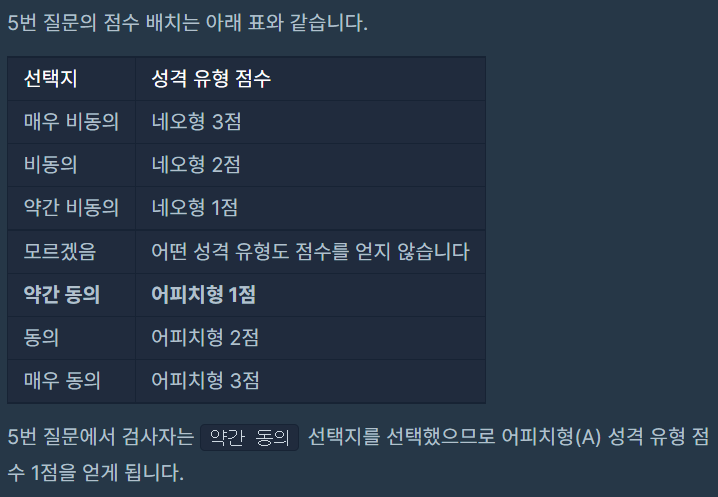 5번 질문의 점수 배치는 아래 표와 같습니다.
선택지 성격 유형 점수
매우 비동의 네오형 3점
비동의 네오형 2점
약간 비동의 네오형 1점
모르겠음 어떤 성격 유형도 점수를 얻지 않습니다
약간 동의 어피치형 1점
동의 어피치형 2점
매우 동의 어피치형 3점
5번 질문에서 검사자는 약간 동의 선택지를 선택했으므로 어피치형(A) 성격 유형 점
수 1점을 얻게 됩니다.